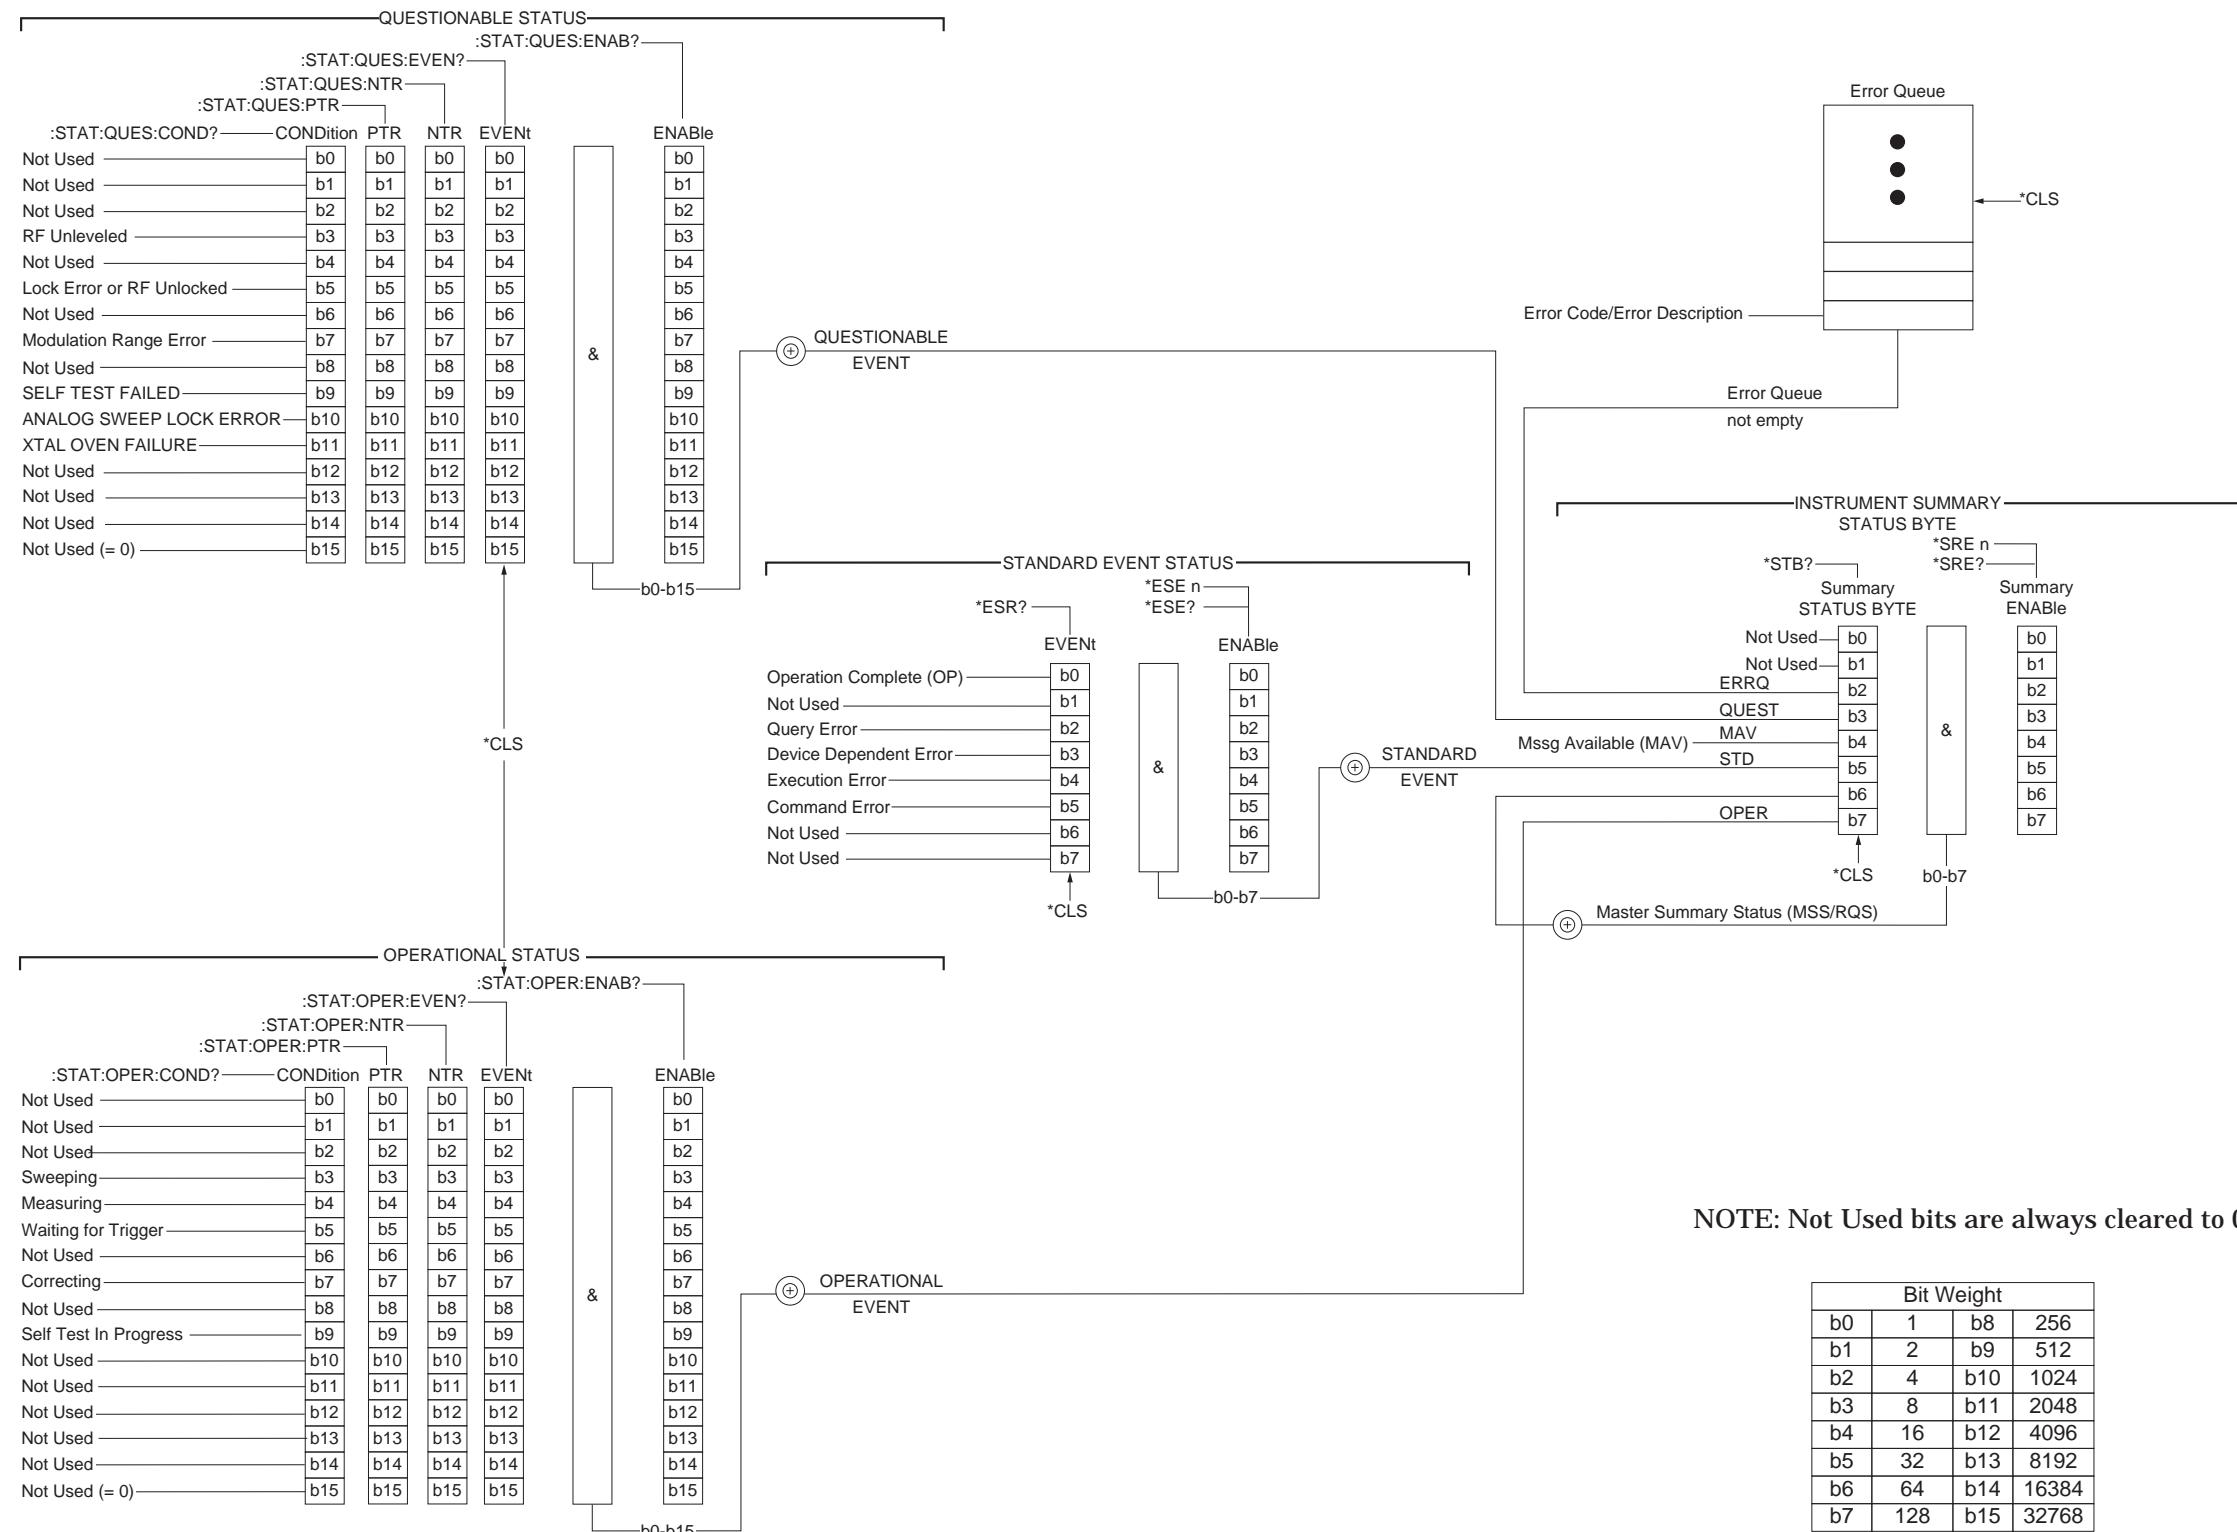 QUESTIONABLE STATUS
:STAT:QUES:ENAB?
:STAT:QUES:EVEN?
:STAT:QUES:NTR
:STAT:QUES:PTR
:STAT:QUES:COND? CONDition PTR NTR EVENt ENABle
Not Used b0 b0 b0 b0 b0
Not Used b1 b1 b1 b1 b1
Not Used b2 b2 b2 b2 b2
RF Unleveled b3 b3 b3 b3 b3
Not Used b4 b4 b4 b4 b4
Lock Error or RF Unlocked b5 b5 b5 b5 b5
Not Used b6 b6 b6 b6 b6
Modulation Range Error b7 b7 b7 b7 b7
&
Not Used b8 b8 b8 b8 b8
SELF TEST FAILED b9 b9 b9 b9 b9
ANALOG SWEEP LOCK ERROR b10 b10 b10 b10 b10
XTAL OVEN FAILURE b11 b11 b11 b11 b11
Not Used b12 b12 b12 b12 b12
Not Used b13 b13 b13 b13 b13
Not Used b14 b14 b14 b14 b14
Not Used (= 0) b15 b15 b15 b15 b15
b0-b15
QUESTIONABLE
EVENT
*CLS
Error Queue
*CLS
Error Code/Error Description
Error Queue
not empty
STANDARD EVENT STATUS
*ESE n
*ESR? *ESE?
EVENt ENABle
Operation Complete (OP) b0 b0
Not Used b1 b1
Query Error b2 b2
Device Dependent Error b3 b3
&
Execution Error b4 b4
Command Error b5 b5
Not Used b6 b6
Not Used b7 b7
b0-b7
*CLS
STANDARD
EVENT
INSTRUMENT SUMMARY
STATUS BYTE
*SRE n
*STB? *SRE?
Summary Summary
STATUS BYTE ENABle
Not Used b0 b0
Not Used b1 b1
ERRQ b2 b2
QUEST b3 b3
&
Mssg Available (MAV) MAV b4 b4
STD b5 b5
b6 b6
OPER b7 b7
*CLS b0-b7
Master Summary Status (MSS/RQS)
OPERATIONAL STATUS
:STAT:OPER:ENAB?
:STAT:OPER:EVEN?
:STAT:OPER:NTR
:STAT:OPER:PTR
:STAT:OPER:COND? CONDition PTR NTR EVENt ENABle
Not Used b0 b0 b0 b0 b0
Not Used b1 b1 b1 b1 b1
Not Used b2 b2 b2 b2 b2
Sweeping b3 b3 b3 b3 b3
Measuring b4 b4 b4 b4 b4
Waiting for Trigger b5 b5 b5 b5 b5
Not Used b6 b6 b6 b6 b6
Correcting b7 b7 b7 b7 b7
&
Not Used b8 b8 b8 b8 b8
Self Test In Progress b9 b9 b9 b9 b9
Not Used b10 b10 b10 b10 b10
Not Used b11 b11 b11 b11 b11
Not Used b12 b12 b12 b12 b12
Not Used b13 b13 b13 b13 b13
Not Used b14 b14 b14 b14 b14
Not Used (= 0) b15 b15 b15 b15 b15
b0-b15
OPERATIONAL
EVENT
NOTE: Not Used bits are always cleared to
Bit Weight
b0 1 b8 256
b1 2 b9 512
b2 4 b10 1024
b3 8 b11 2048
b4 16 b12 4096
b5 32 b13 8192
b6 64 b14 16384
b7 128 b15 32768